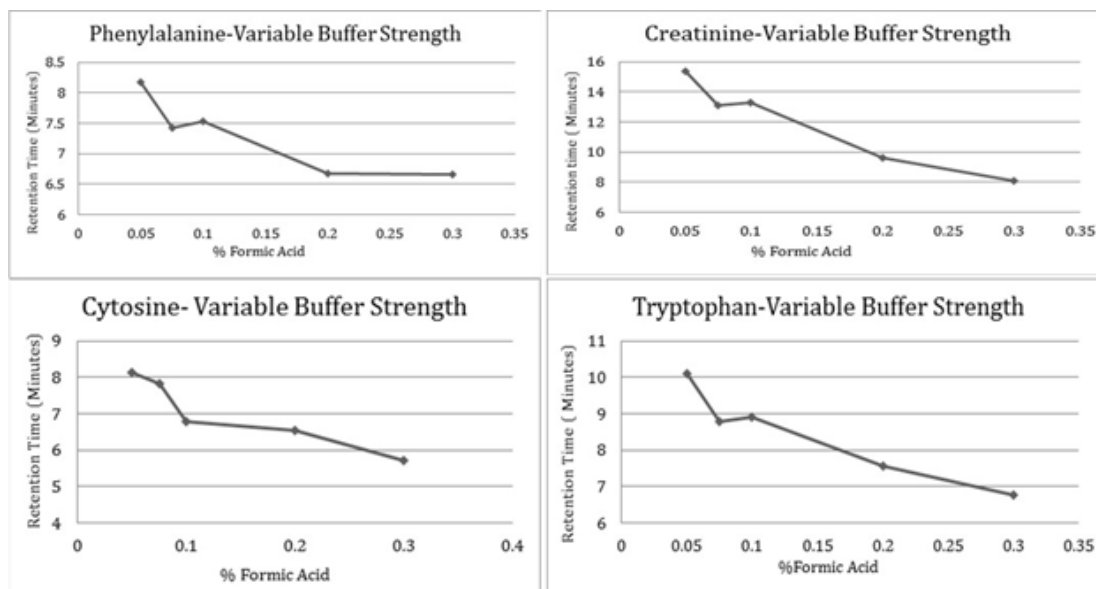 Phenylalanine-Variable Buffer Strength
8.5
8
7.5
7
6.5
6
Retention Time (Minutes)
0 0.05 0.1 0.15 0.2 0.25 0.3 0.35
% Formic Acid
Creatinine-Variable Buffer Strength
16
14
12
10
8
6
Retention time ( Minutes)
0 0.05 0.1 0.15 0.2 0.25 0.3 0.35
% Formic Acid
Cytosine- Variable Buffer Strength
9
8
7
6
5
4
Retention Time (Minutes)
0 0.1 0.2 0.3 0.4
% Formic Acid
Tryptophan-Variable Buffer Strength
11
10
9
8
7
6
Retention Time ( Minutes)
0 0.05 0.1 0.15 0.2 0.25 0.3 0.35
%Formic Acid